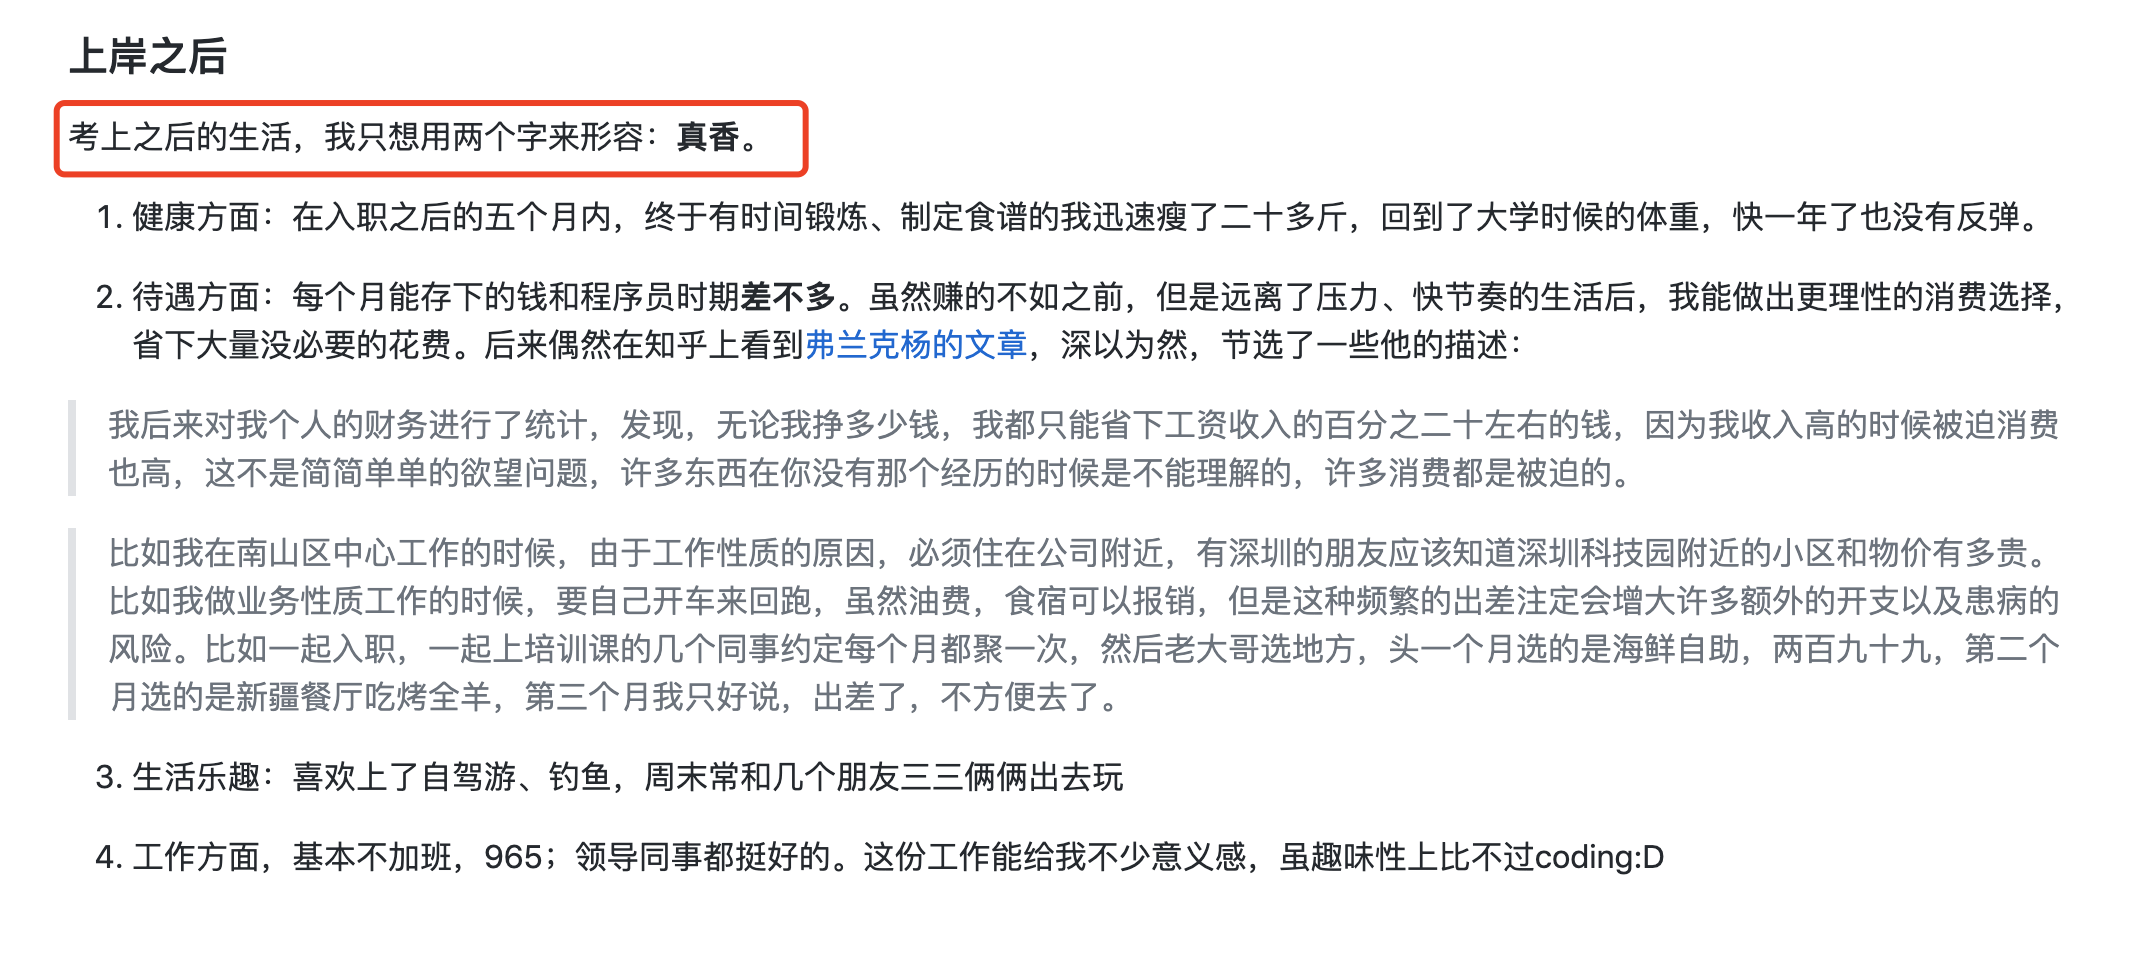 上岸之后
考上之后的生活，我只想用两个字来形容：真香。
1. 健康方面：在入职之后的五个月内，终于有时间锻炼、制定食谱的我迅速瘦了二十多斤，回到了大学时候的体重，快一年了也没有反弹。
2. 待遇方面：每个月能存下的钱和程序员时期差不多。虽然赚的不如之前，但是远离了压力、快节奏的生活后，我能做出更理性的消费选择，
省下大量没必要的花费。后来偶然在知乎上看到弗兰克杨的文章，深以为然，节选了一些他的描述：
我后来对我个人的财务进行了统计，发现，无论我挣多少钱，我都只能省下工资收入的百分之二十左右的钱，因为我收入高的时候被迫消费
也高，这不是简简单单的欲望问题，许多东西在你没有那个经历的时候是不能理解的，许多消费都是被迫的。
比如我在南山区中心工作的时候，由于工作性质的原因，必须住在公司附近，有深圳的朋友应该知道深圳科技园附近的小区和物价有多贵。
比如我做业务性质工作的时候，要自己开车来回跑，虽然油费，食宿可以报销，但是这种频繁的出差注定会增大许多额外的开支以及患病的
风险。比如一起入职，一起上培训课的几个同事约定每个月都聚一次，然后老大哥选地方，头一个月选的是海鲜自助，两百九十九，第二个
月选的是新疆餐厅吃烤全羊，第三个月我只好说，出差了，不方便去了。
3. 生活乐趣：喜欢上了自驾游、钓鱼，周末常和几个朋友三三俩俩出去玩
4. 工作方面，基本不加班，965；领导同事都挺好的。这份工作能给我不少意义感，虽趣味性上比不过coding:D